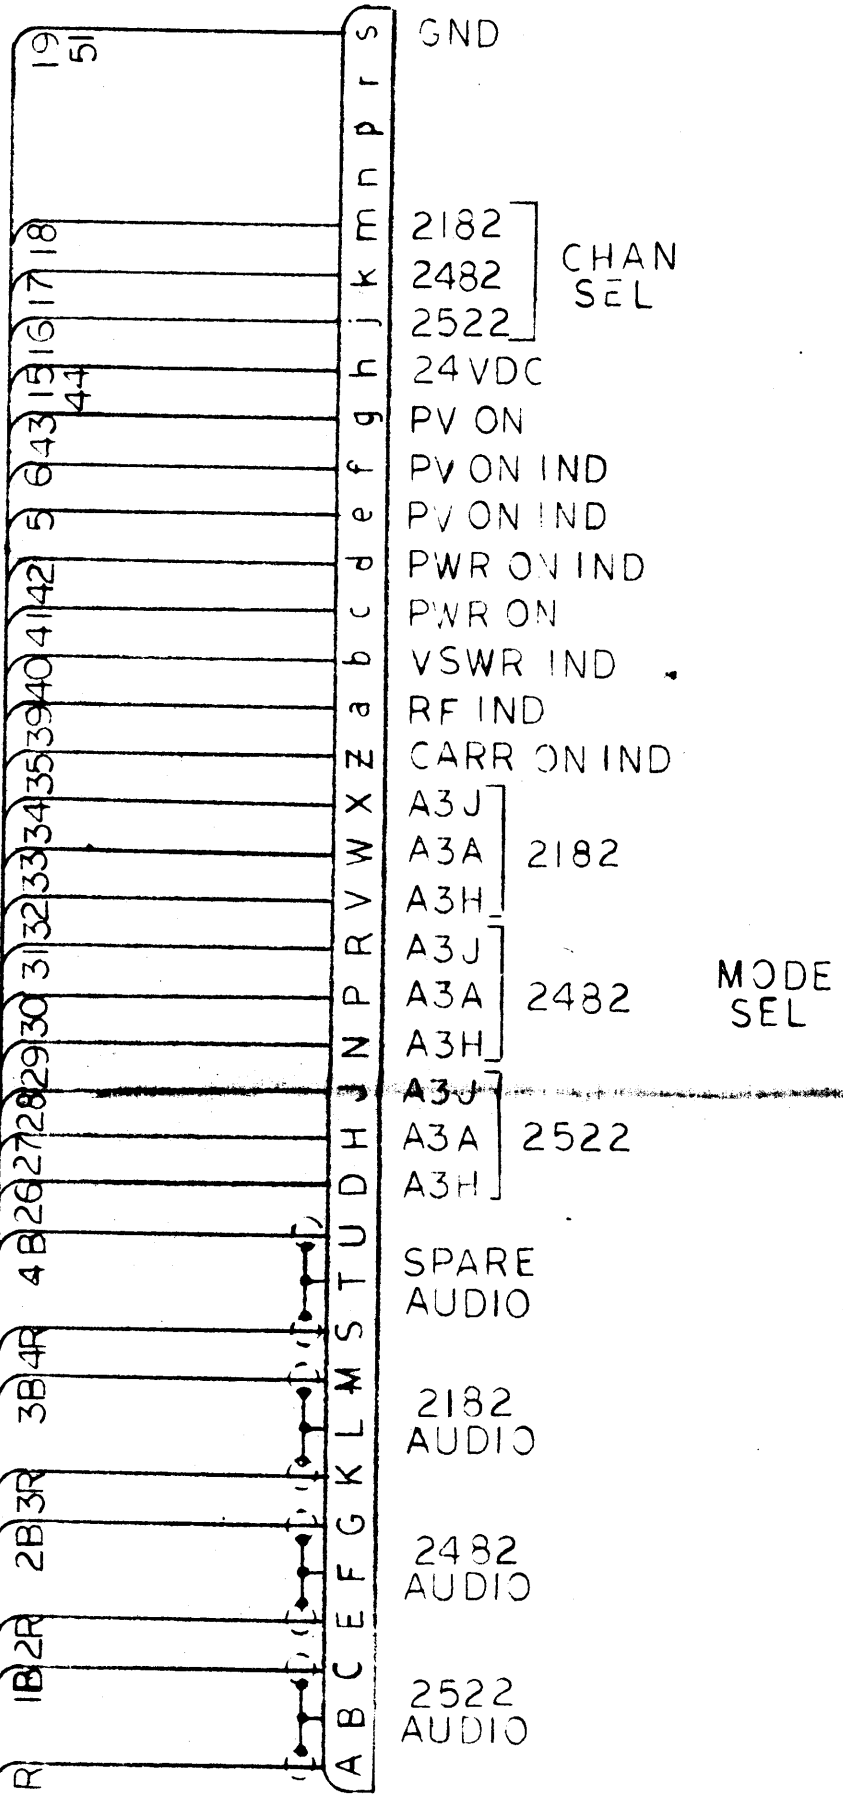 19 51 s GND
r
p
n
18 m 2182
17 k 2482 CHAN
16 j 2522 SEL
15 44 h 24VDC
43 g PV ON
6 f PV ON IND
5 e PV ON IND
42 d PWR ON IND
41 c PWR ON
40 b VSWR IND
39 a RF IND
35 Z CARR ON IND
34 X A3J
33 W A3A 2182
32 V A3H
31 R A3J
30 P A3A 2482 MODE
29 N A3H SEL
28 J A3J
27 H A3A 2522
26 D A3H
4B U
T SPARE
AUDIO
4R S
3B M
L 2182
AUDIO
3R K
2B G
F 2482
AUDIO
2R E
1B C
B 2522
AUDIO
R A